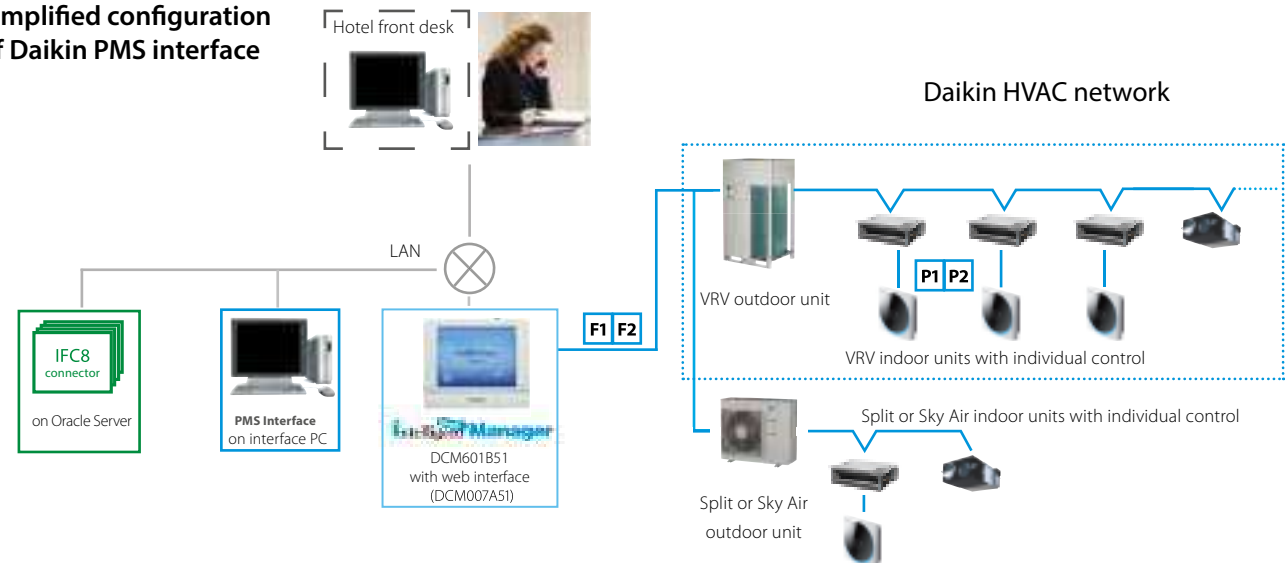 mplified configuration
f Daikin PMS interface
Hotel front desk
Daikin HVAC network
LAN
F1 F2
VRV outdoor unit
P1 P2
VRV indoor units with individual control
IFC8
connector
on Oracle Server
PMS Interface
on interface PC
Manager
DCM601B51
with web interface
(DCM007A51)
Split or Sky Air indoor units with individual control
Split or Sky Air
outdoor unit